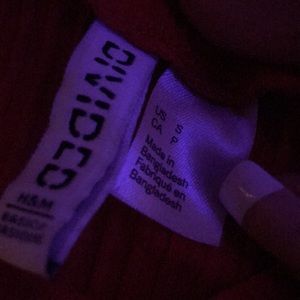 DIVIDED
H&M
US S
CA P
Made in
Bangladesh
Fabriqué en
Bangladesh